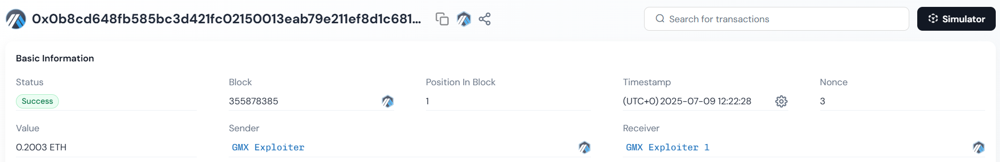 0x0b8cd648fb585bc3d421fc02150013eab79e211ef8d1c681...
Search for transactions
Simulator
Basic Information
Status
Block
Position In Block
Timestamp
Nonce
Success
355878385
1
(UTC+0) 2025-07-09 12:22:28
3
Value
Sender
Receiver
0.2003 ETH
GMX Exploiter
GMX Exploiter 1